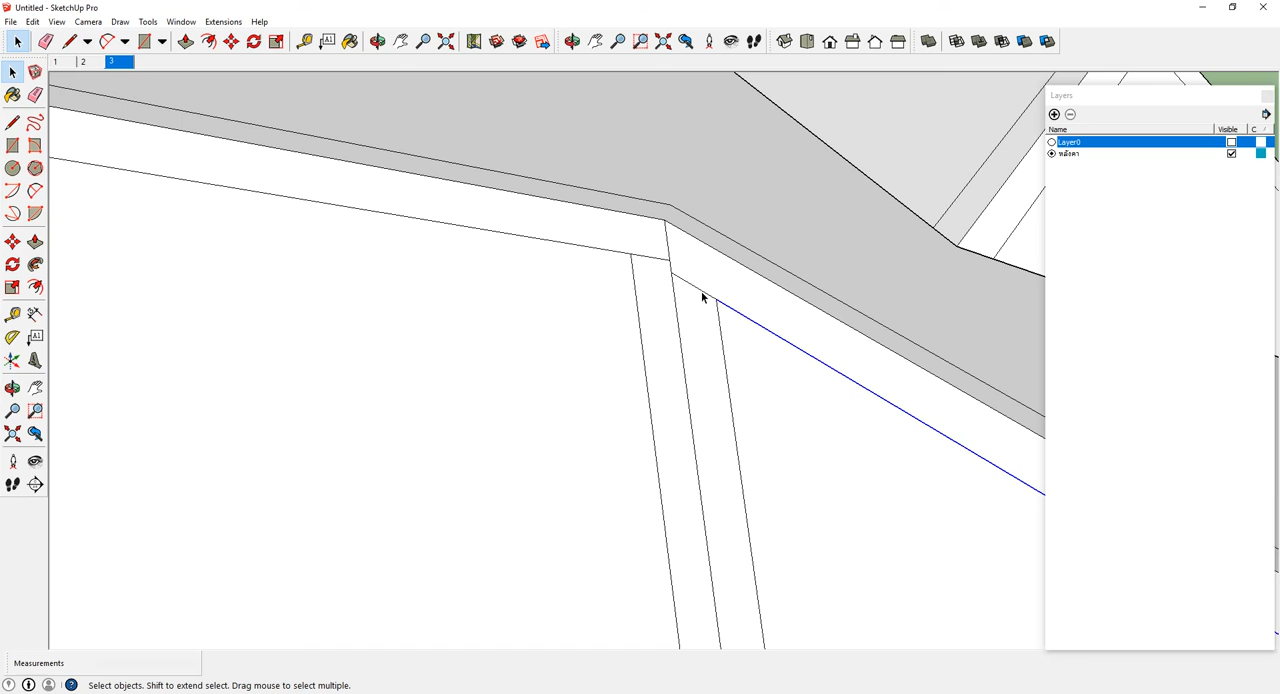 Untitled - SketchUp Pro
File Edit View Camera Draw Tools Window Extensions Help
1 2 3
Layers
Name Visible C
Layer0
หลังคา
Measurements
Select objects. Shift to extend select. Drag mouse to select multiple.